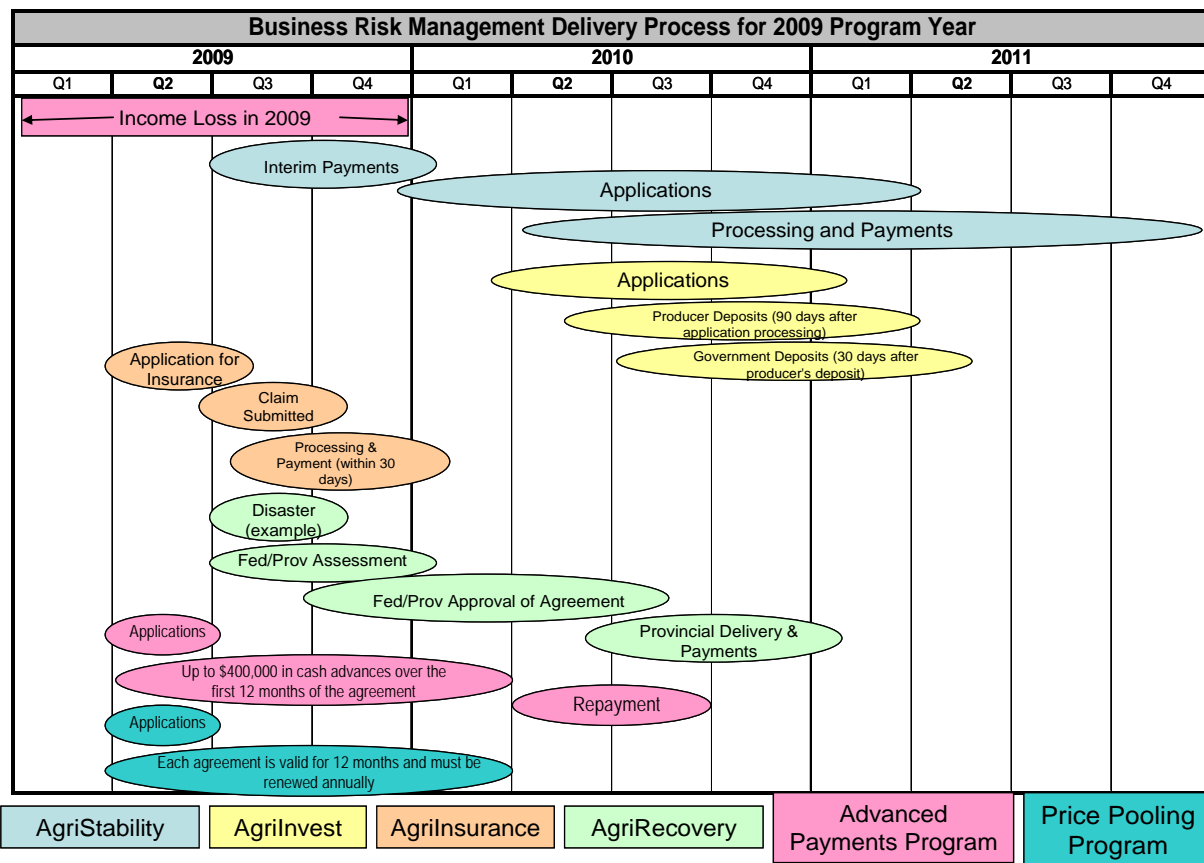 Business Risk Management Delivery Process for 2009 Program Year
2009 2010 2011
Q1 Q2 Q3 Q4 Q1 Q2 Q3 Q4 Q1 Q2 Q3 Q4
Income Loss in 2009
Interim Payments
Applications
Processing and Payments
Applications
Producer Deposits (90 days after
application processing)
Application for
Insurance
Government Deposits (30 days after
producer's deposit)
Claim
Submitted
Processing &
Payment (within 30
days)
Disaster
(example)
Fed/Prov Assessment
Fed/Prov Approval of Agreement
Applications
Provincial Delivery &
Payments
Up to $400,000 in cash advances over the
first 12 months of the agreement
Repayment
Applications
Each agreement is valid for 12 months and must be
renewed annually
AgriStability
AgriInvest
AgriInsurance
AgriRecovery
Advanced
Payments Program
Price Pooling
Program